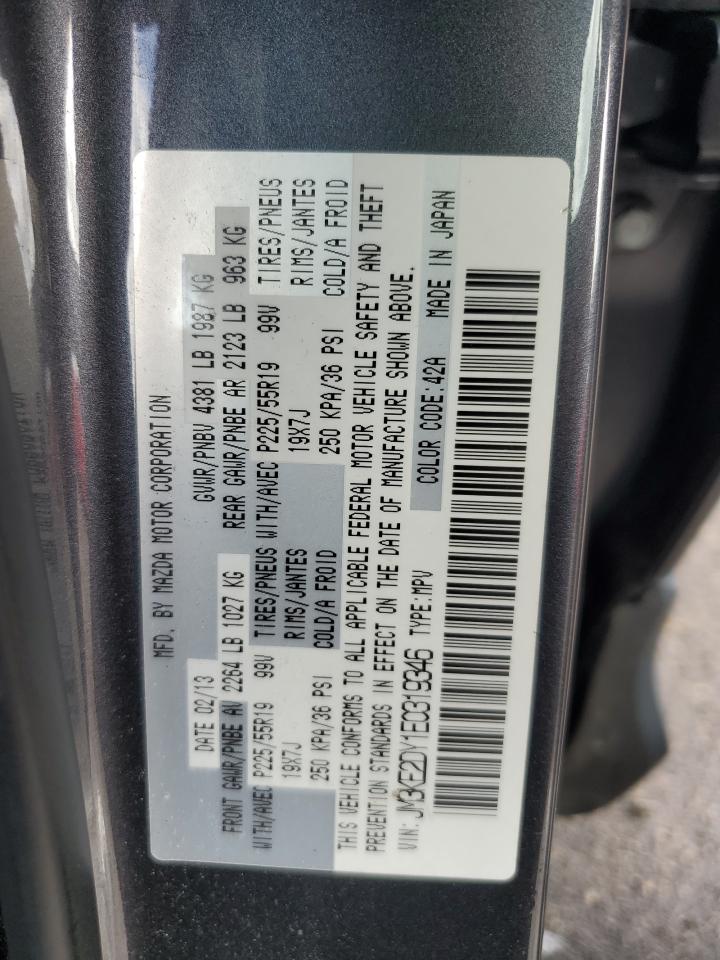 MFD. BY MAZDA MOTOR CORPORATION
DATE 02/13 GVWR/PNBV 4381 LB 1987 KG
FRONT GAWR/PNBE AV 2264 LB 1027 KG REAR GAWR/PNBE AR 2123 LB 963 KG
WITH/AVEC P225/55R19 99V TIRES/PNEUS WITH/AVEC P225/55R19 99V TIRES/PNEUS
19X7J RIMS/JANTES 19X7J RIMS/JANTES
250 KPA/36 PSI COLD/A FROID 250 KPA/36 PSI COLD/A FROID
THIS VEHICLE CONFORMS TO ALL APPLICABLE FEDERAL MOTOR VEHICLE SAFETY AND THEFT
PREVENTION STANDARDS IN EFFECT ON THE DATE OF MANUFACTURE SHOWN ABOVE.
VIN: JM3KE2DY1E0319346 TYPE:MPV COLOR CODE:42A MADE IN JAPAN